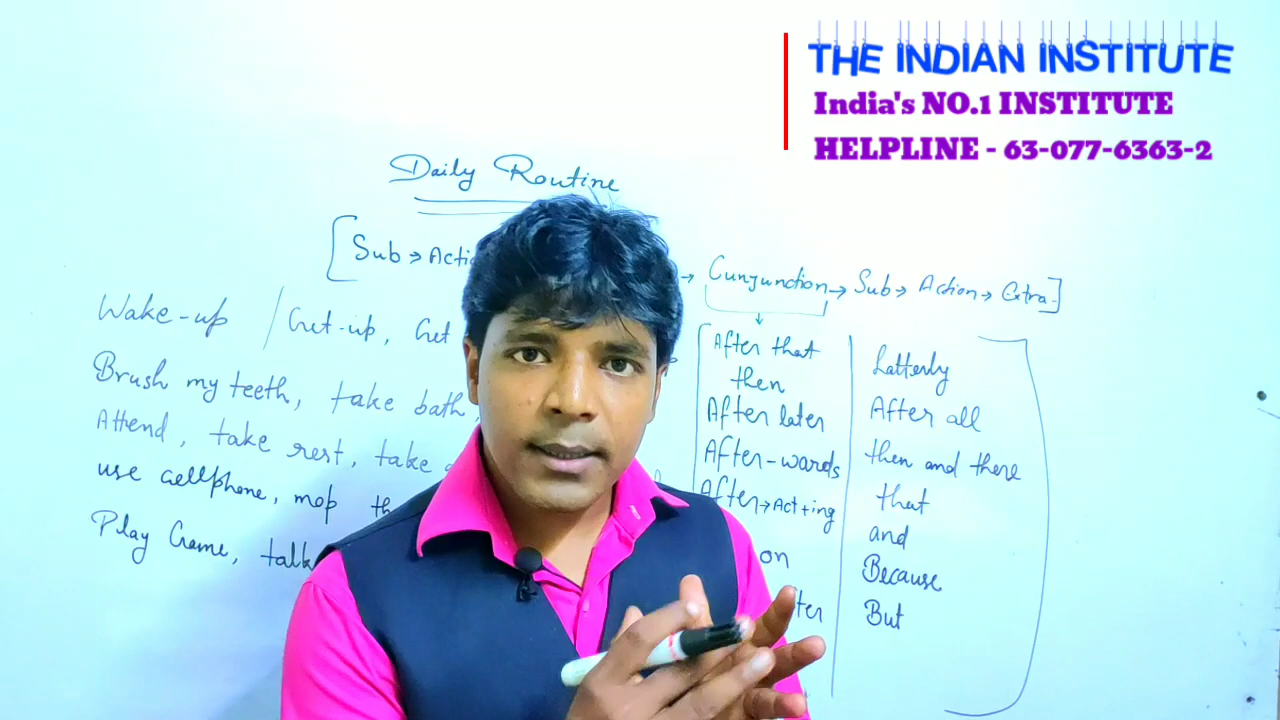 THE INDIAN INSTITUTE
India's NO.1 INSTITUTE
HELPLINE - 63-077-6363-2
Daily Routine
[Sub → Acti
→ Cunjunction → Sub → Action → Extra-]
Wake-up / Get-up, Get
Brush my teeth, take bath,
Attend, take rest, take
use cellphone, mop th
Play Game, talk
After that
then
After later
After-wards
After → Act + ing
on
ter
Latterly
After all
then and there
that
and
Because
But